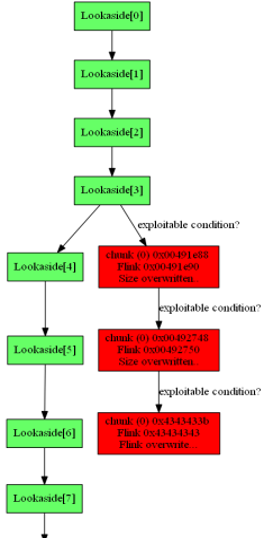 Lookaside[0]
Lookaside[1]
Lookaside[2]
Lookaside[3]
exploitable condition?
Lookaside[4]
chunk (0) 0x00491e88
Flink 0x00491e90
Size overwritten..
exploitable condition?
Lookaside[5]
chunk (0) 0x00492748
Flink 0x00492750
Size overwritten..
exploitable condition?
Lookaside[6]
chunk (0) 0x4343433b
Flink 0x43434343
Flink overwrite...
Lookaside[7]